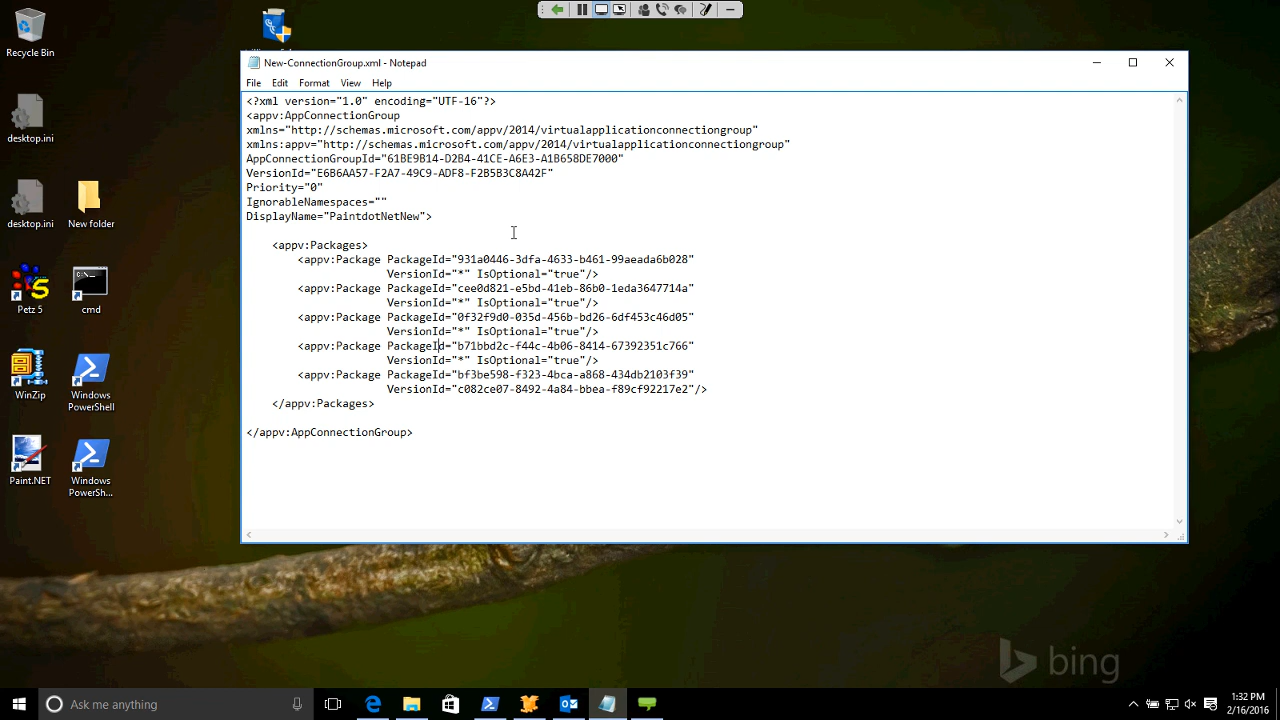 Recycle Bin
desktop.ini
desktop.ini
New folder
Petz 5
cmd
WinZip
Windows
PowerShell
Paint.NET
Windows
PowerSh...
New-ConnectionGroup.xml - Notepad
File Edit Format View Help
<?xml version="1.0" encoding="UTF-16"?>
<appv:AppConnectionGroup
xmlns="http://schemas.microsoft.com/appv/2014/virtualapplicationconnectiongroup"
xmlns:appv="http://schemas.microsoft.com/appv/2014/virtualapplicationconnectiongroup"
AppConnectionGroupId="61BE9B14-D2B4-41CE-A6E3-A1B658DE7000"
VersionId="E6B6AA57-F2A7-49C9-ADF8-F2B5B3C8A42F"
Priority="0"
IgnorableNamespaces=""
DisplayName="PaintdotNetNew">
<appv:Packages>
<appv:Package PackageId="931a0446-3dfa-4633-b461-99aeada6b028"
VersionId="*" IsOptional="true"/>
<appv:Package PackageId="cee0d821-e5bd-41eb-86b0-1eda3647714a"
VersionId="*" IsOptional="true"/>
<appv:Package PackageId="0f32f9d0-035d-456b-bd26-6df453c46d05"
VersionId="*" IsOptional="true"/>
<appv:Package PackageId="b71bbd2c-f44c-4b06-8414-67392351c766"
VersionId="*" IsOptional="true"/>
<appv:Package PackageId="bf3be598-f323-4bca-a868-434db2103f39"
VersionId="c082ce07-8492-4a84-bbea-f89cf92217e2"/>
</appv:Packages>
</appv:AppConnectionGroup>
bing
Ask me anything
1:32 PM
2/16/2016